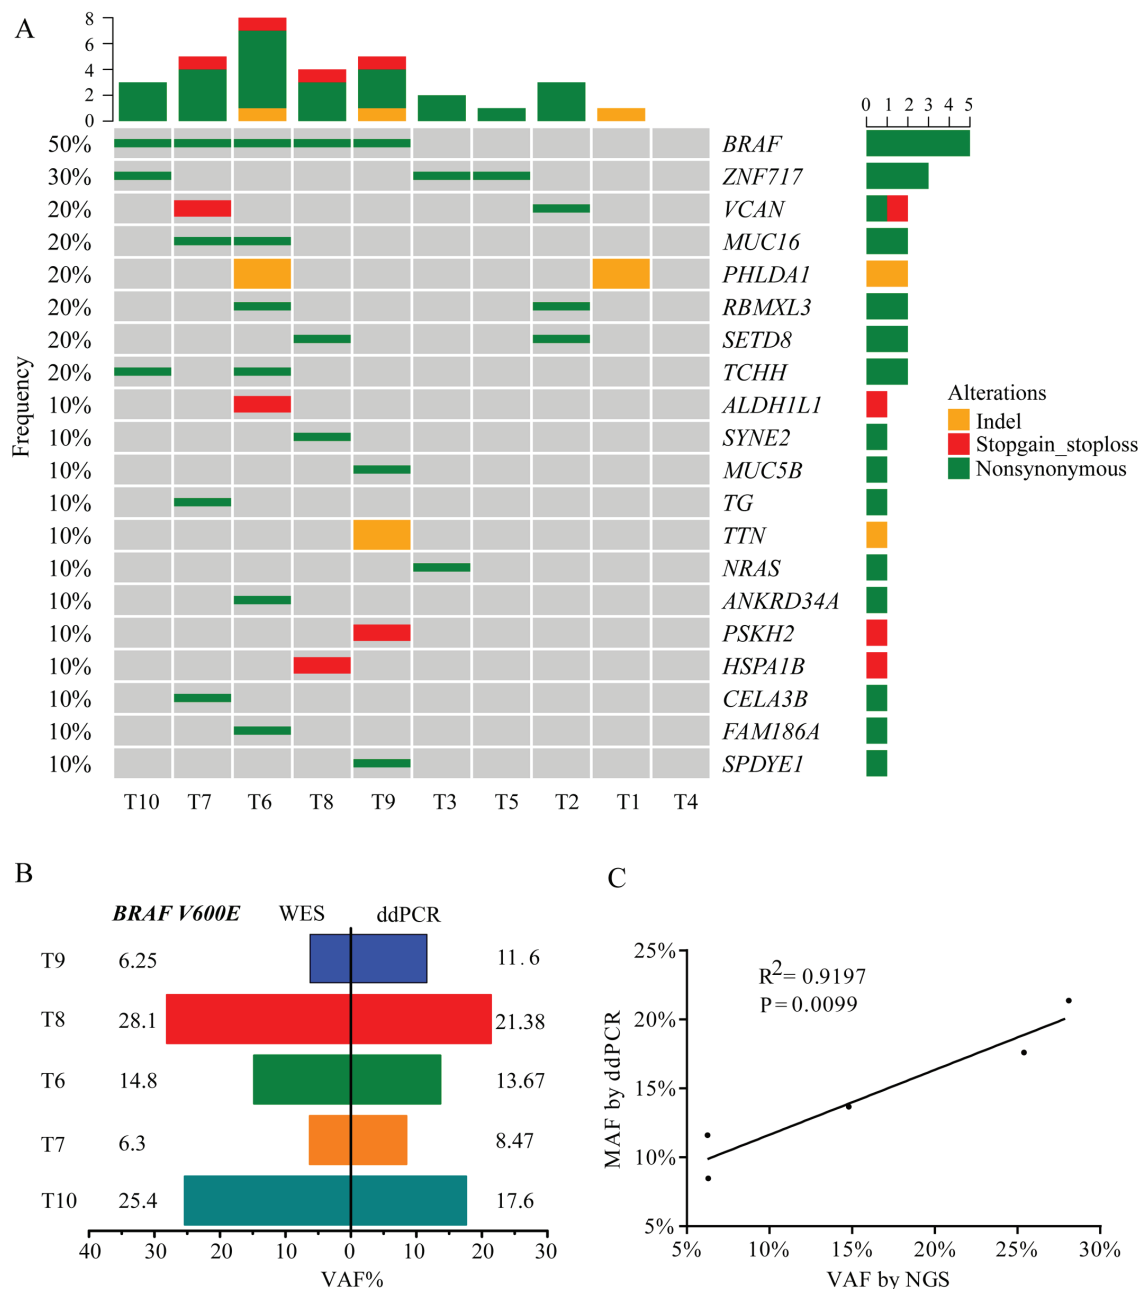 A
8
6
4
2
0
0 1 2 3 4 5
Frequency
50% BRAF
30% ZNF717
20% VCAN
20% MUC16
20% PHLDA1
20% RBMXL3
20% SETD8
20% TCHH
10% ALDH1L1
10% SYNE2
10% MUC5B
10% TG
10% TTN
10% NRAS
10% ANKRD34A
10% PSKH2
10% HSPA1B
10% CELA3B
10% FAM186A
10% SPDYE1
Alterations
Indel
Stopgain_stoploss
Nonsynonymous
T10 T7 T6 T8 T9 T3 T5 T2 T1 T4
B
BRAF V600E WES ddPCR
T9 6.25 11.6
T8 28.1 21.38
T6 14.8 13.67
T7 6.3 8.47
T10 25.4 17.6
40 30 20 10 0 10 20 30
VAF%
C
R2= 0.9197
P=0.0099
25%
20%
15%
10%
5%
MAF by ddPCR
5% 10% 15% 20% 25% 30%
VAF by NGS